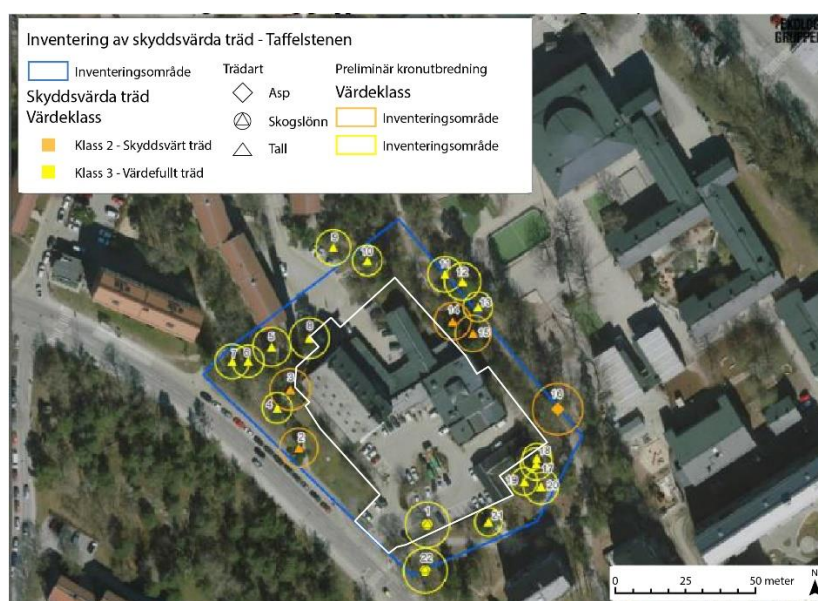 EKOLOGI
GRUPPEN
Inventering av skyddsvärda träd - Taffelstenen
Inventeringsområde
Skyddsvärda träd
Värdeklass
Klass 2 - Skyddsvärt träd
Klass 3 - Värdefullt träd
Trädart
Asp
Skogslönn
Tall
Preliminär kronutbredning
Värdeklass
Inventeringsområde
Inventeringsområde
9
10
11
12
13
14
15
8
5
7
6
3
4
2
16
18
17
19
20
1
21
22
0 25 50 meter
N